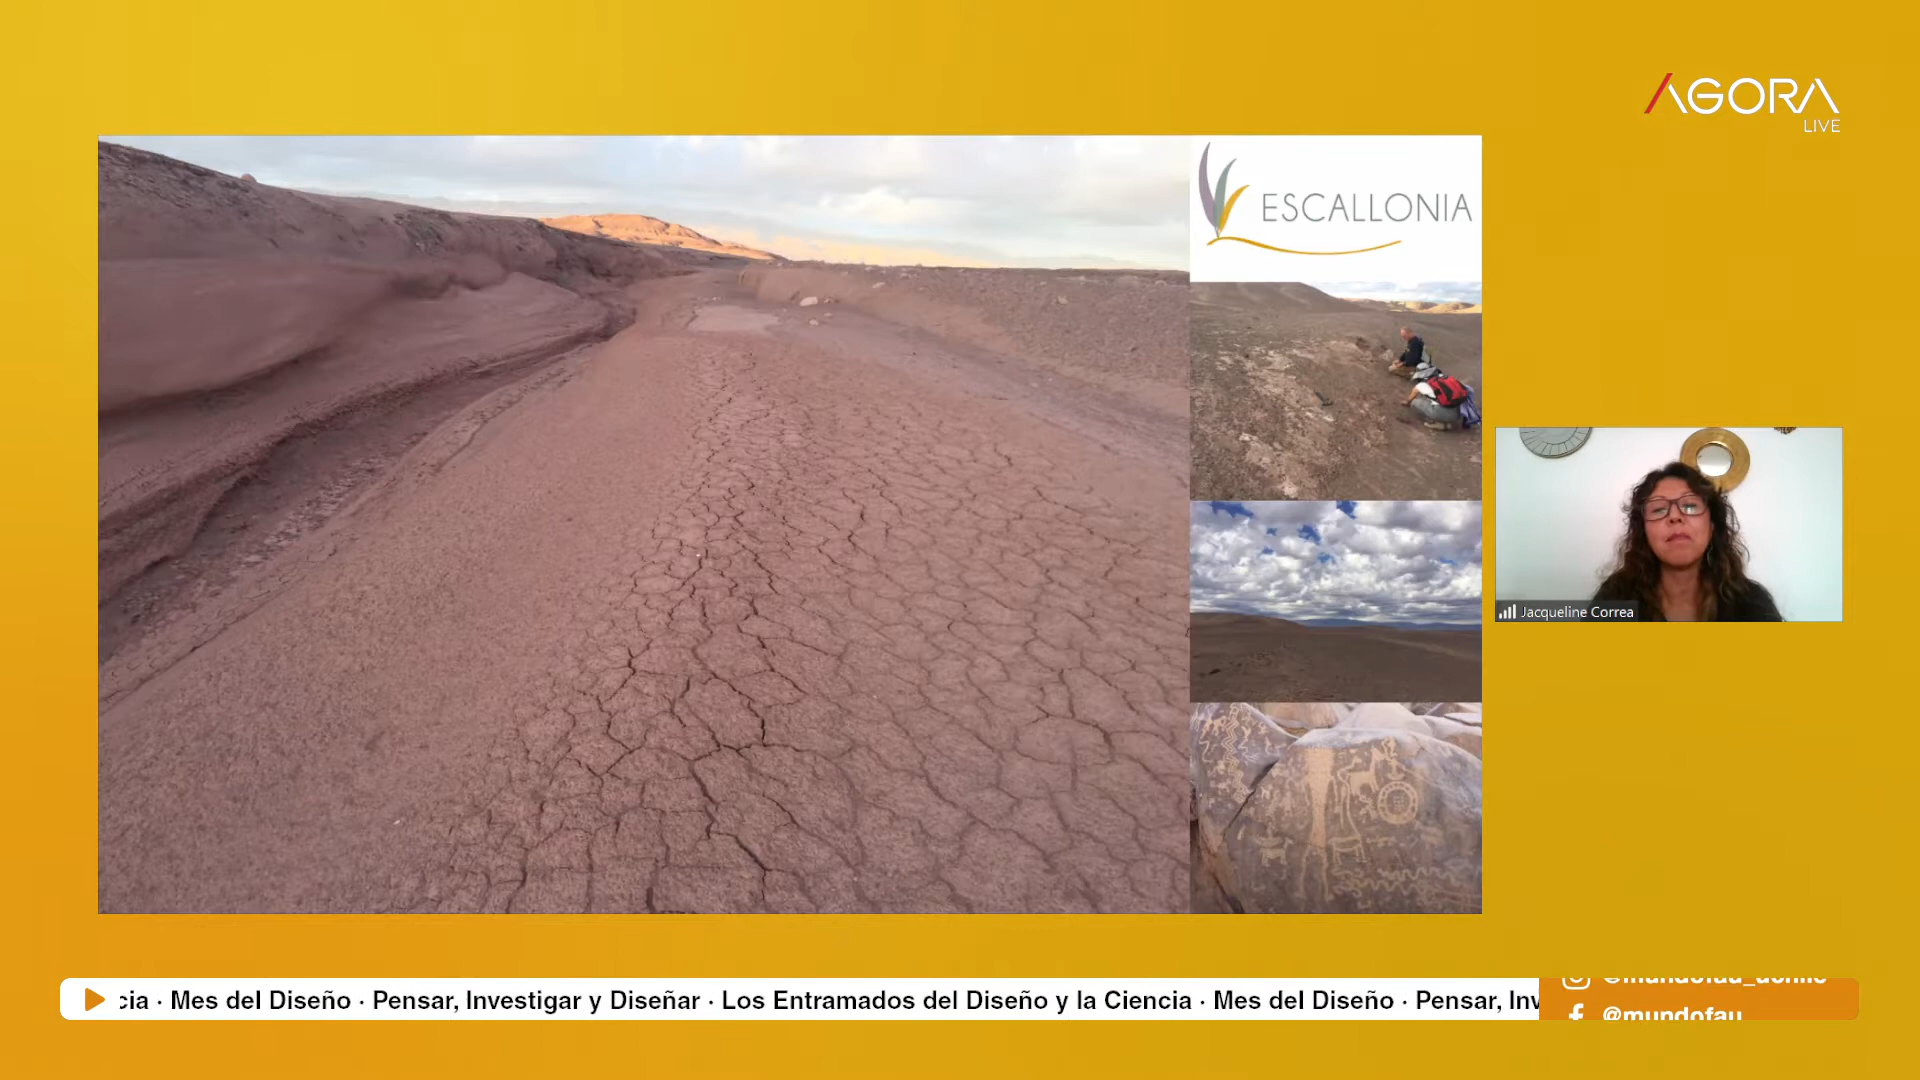 AGORA
LIVE
ESCALLONIA
Jacqueline Correa
cia · Mes del Diseño · Pensar, Investigar y Diseñar · Los Entramados del Diseño y la Ciencia · Mes del Diseño · Pensar, Inv
@mundofau_uchile
@mundofau